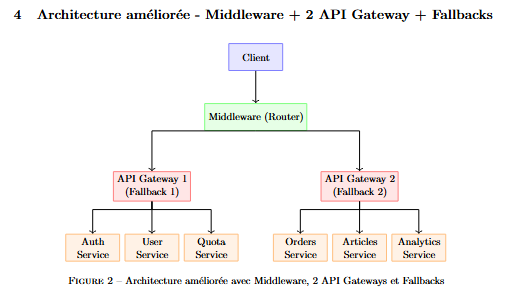 4 Architecture améliorée - Middleware + 2 API Gateway + Fallbacks
Client
Middleware (Router)
API Gateway 1
(Fallback 1)
API Gateway 2
(Fallback 2)
Auth
Service
User
Service
Quota
Service
Orders
Service
Articles
Service
Analytics
Service
FIGURE 2 – Architecture améliorée avec Middleware, 2 API Gateways et Fallbacks